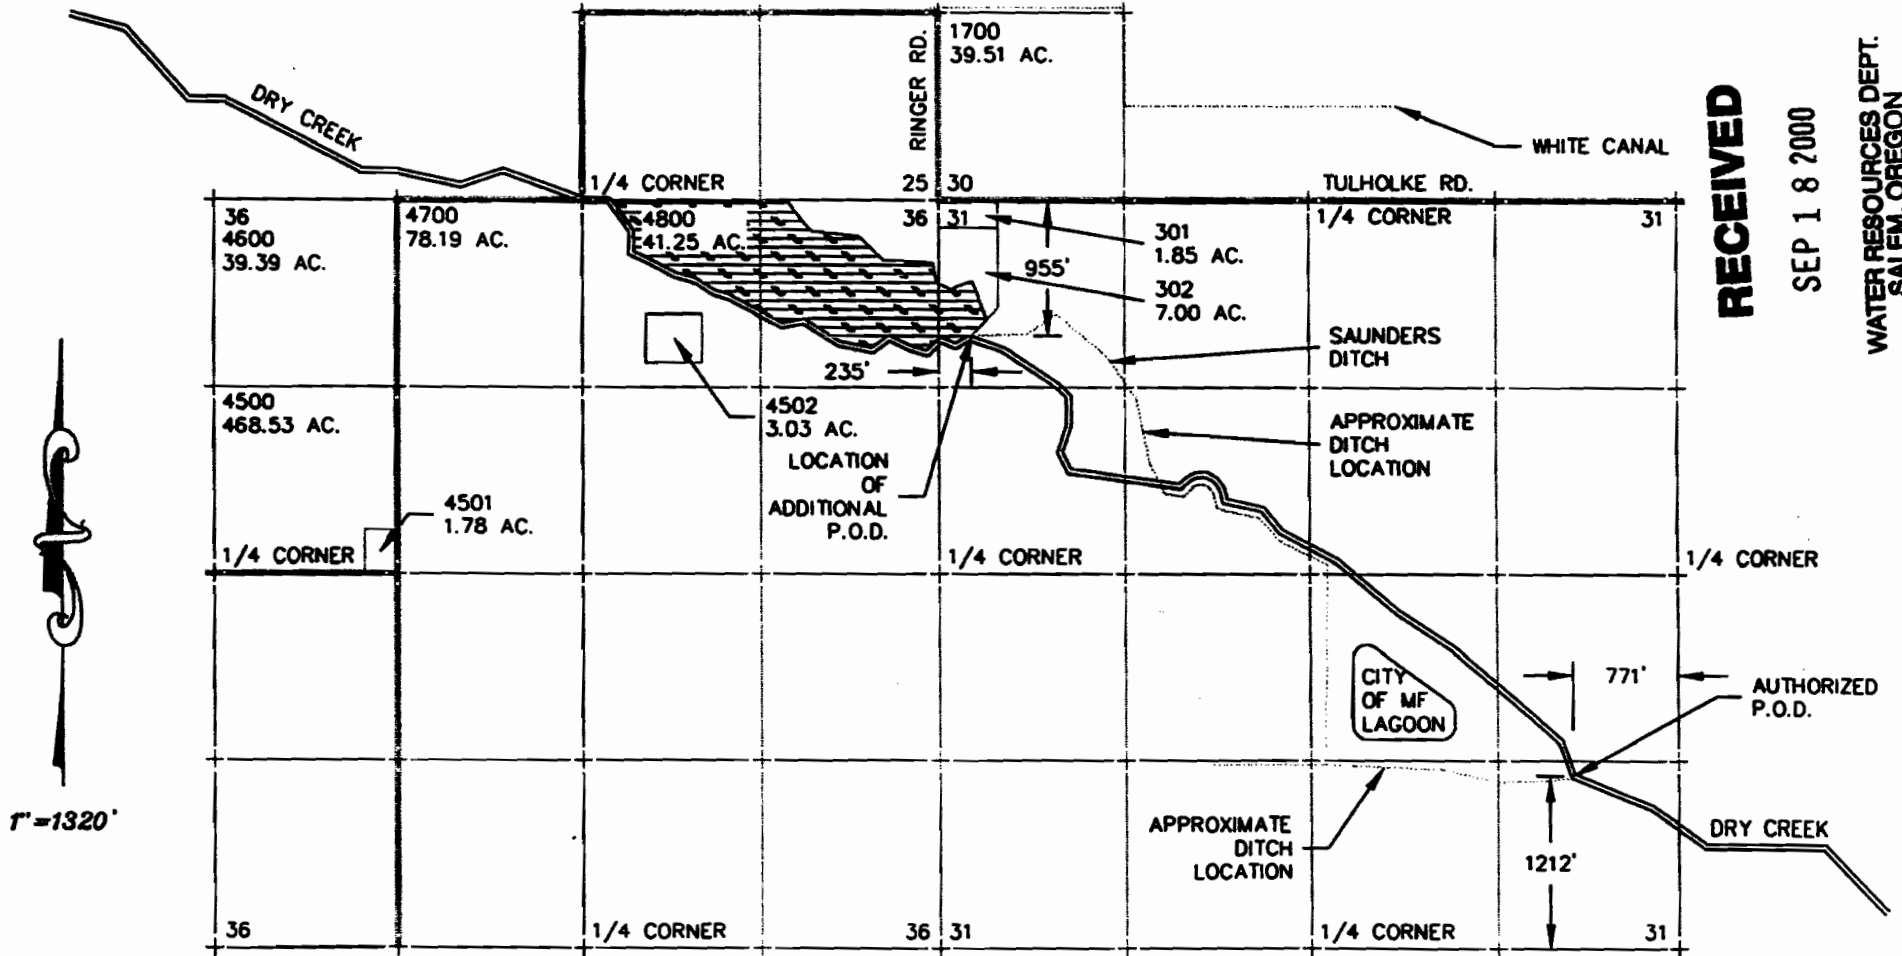 DRY CREEK
RINGER RD.
1700
39.51 AC.
WHITE CANAL
RECEIVED
SEP 18 2000
WATER RESOURCES DEPT.
SALEM, OREGON
1/4 CORNER
25
30
TULHOLKE RD.
36
4600
39.39 AC.
4700
78.19 AC.
4800
41.25 AC.
36
31
955'
301
1.85 AC.
302
7.00 AC.
1/4 CORNER
31
SAUNDERS
DITCH
235'
4500
468.53 AC.
4502
3.03 AC.
LOCATION
OF
ADDITIONAL
P.O.D.
APPROXIMATE
DITCH
LOCATION
4501
1.78 AC.
1/4 CORNER
1/4 CORNER
1/4 CORNER
CITY
OF MF
LAGOON
771'
AUTHORIZED
P.O.D.
1"=1320'
APPROXIMATE
DITCH
LOCATION
1212'
DRY CREEK
36
1/4 CORNER
36
31
1/4 CORNER
31